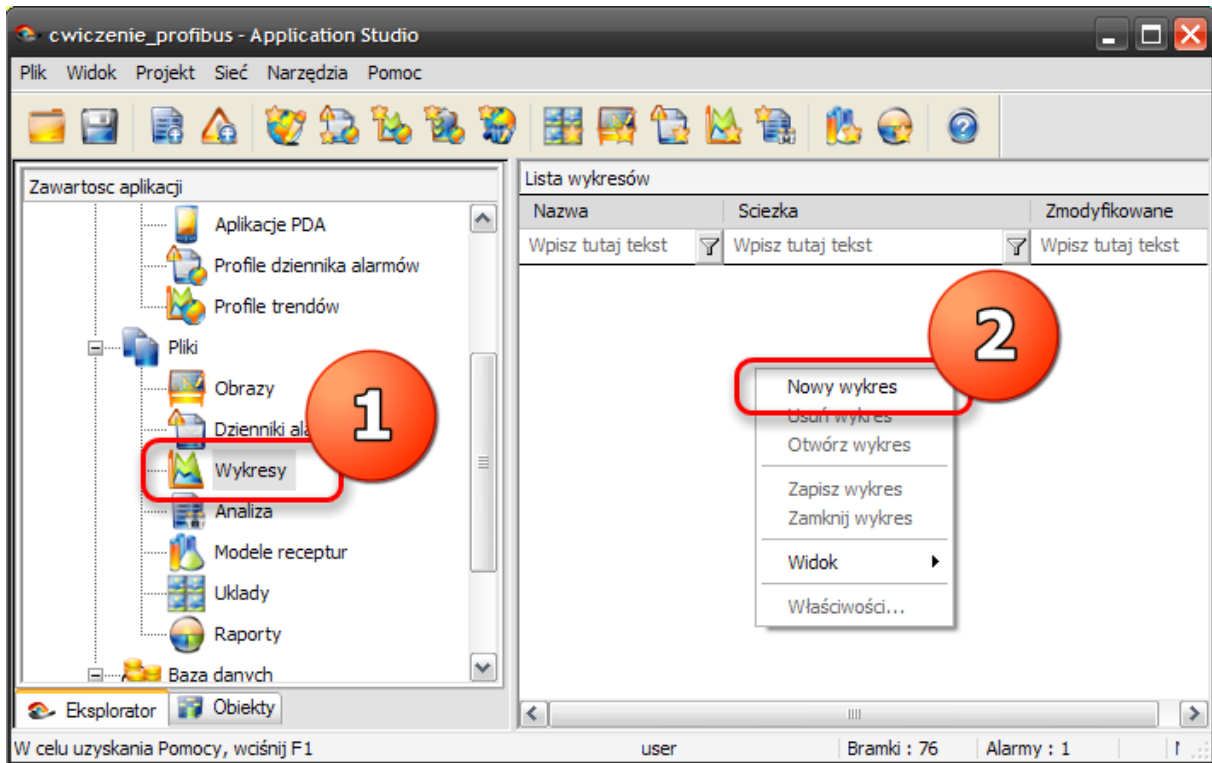 cwiczenie_profibus - Application Studio
Plik Widok Projekt Sieć Narzędzia Pomoc
Zawartosc aplikacji
Aplikacje PDA
Profile dziennika alarmów
Profile trendów
Pliki
Obrazy
Dzienniki
Wykresy
Analiza
Modele receptur
Uklady
Raporty
Baza danych
Eksplorator Obiekty
Lista wykresów
Nazwa Sciezka Zmodyfikowane
Wpisz tutaj tekst Wpisz tutaj tekst Wpisz tutaj tekst
1
2
Nowy wykres
Usuń wykres
Otwórz wykres
Zapisz wykres
Zamknij wykres
Widok
Właściwości...
W celu uzyskania Pomocy, wciśnij F1 user Bramki : 76 Alarmy : 1